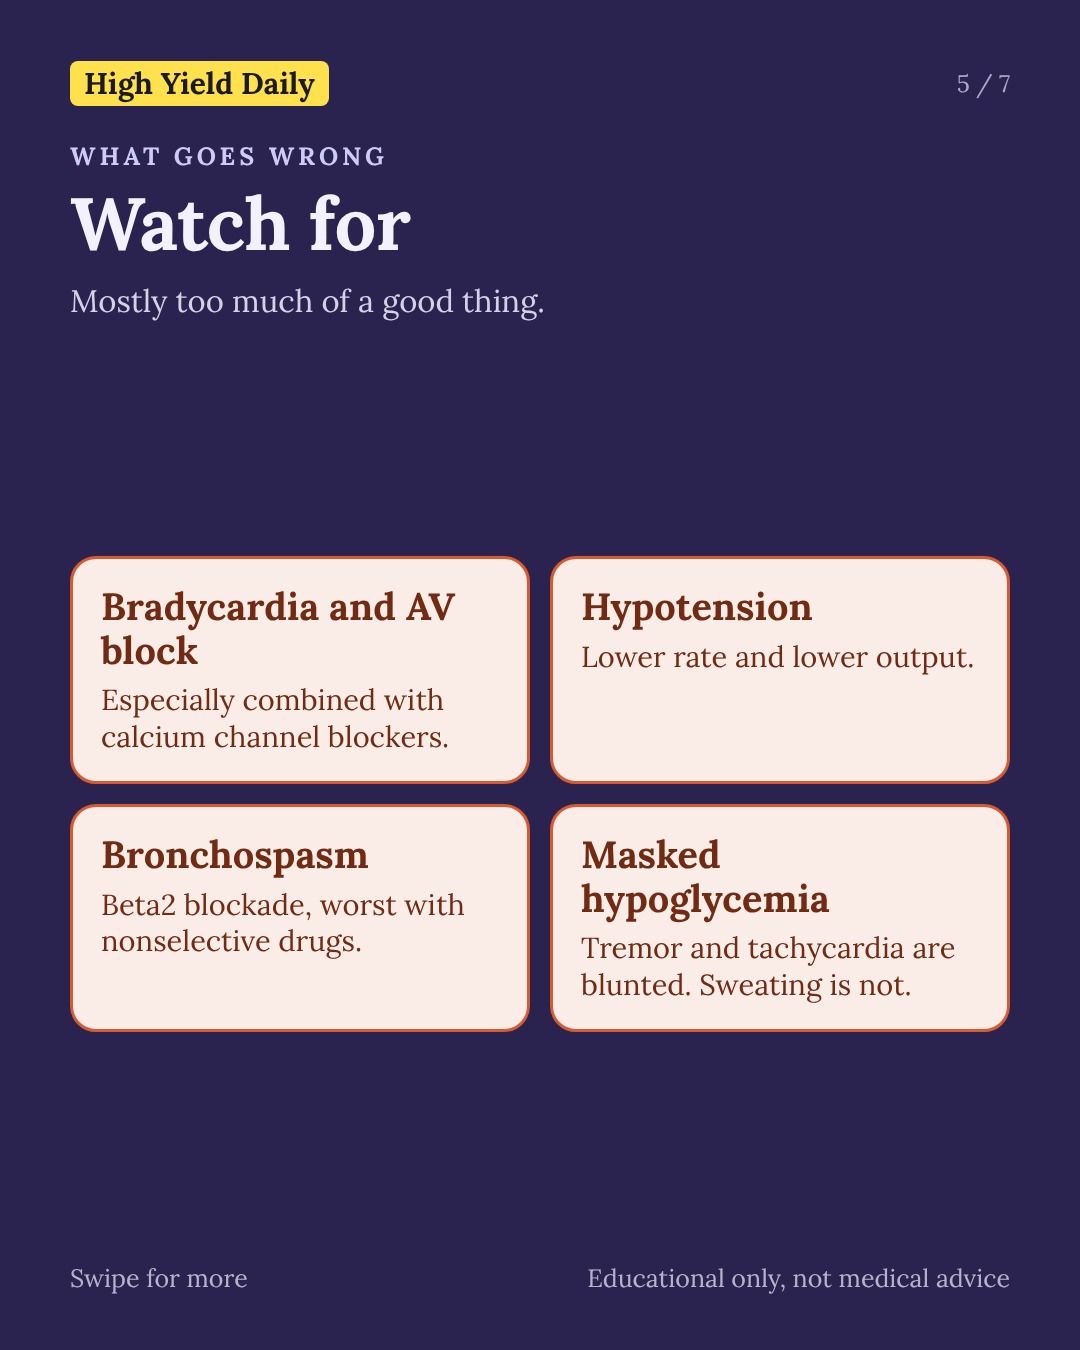 High Yield Daily
5 / 7
WHAT GOES WRONG
Watch for
Mostly too much of a good thing.
Bradycardia and AV
block
Especially combined with
calcium channel blockers.
Hypotension
Lower rate and lower output.
Bronchospasm
Beta2 blockade, worst with
nonselective drugs.
Masked
hypoglycemia
Tremor and tachycardia are
blunted. Sweating is not.
Swipe for more
Educational only, not medical advice